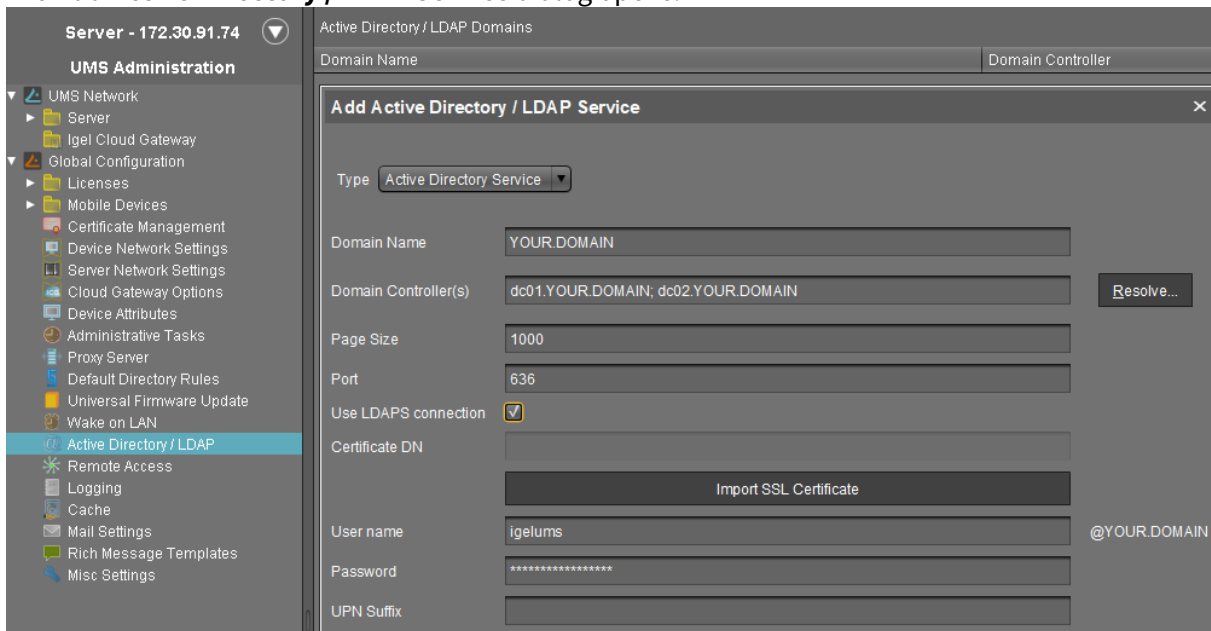 Server - 172.30.91.74
UMS Administration
UMS Network
Server
Igel Cloud Gateway
Global Configuration
Licenses
Mobile Devices
Certificate Management
Device Network Settings
Server Network Settings
Cloud Gateway Options
Device Attributes
Administrative Tasks
Proxy Server
Default Directory Rules
Universal Firmware Update
Wake on LAN
Active Directory / LDAP
Remote Access
Logging
Cache
Mail Settings
Rich Message Templates
Misc Settings
Active Directory / LDAP Domains
Domain Name Domain Controller
Add Active Directory / LDAP Service ×
Type Active Directory Service
Domain Name YOUR.DOMAIN
Domain Controller(s) dc01.YOUR.DOMAIN; dc02.YOUR.DOMAIN Resolve...
Page Size 1000
Port 636
Use LDAPS connection
Certificate DN
Import SSL Certificate
User name igelums @YOUR.DOMAIN
Password *****************
UPN Suffix